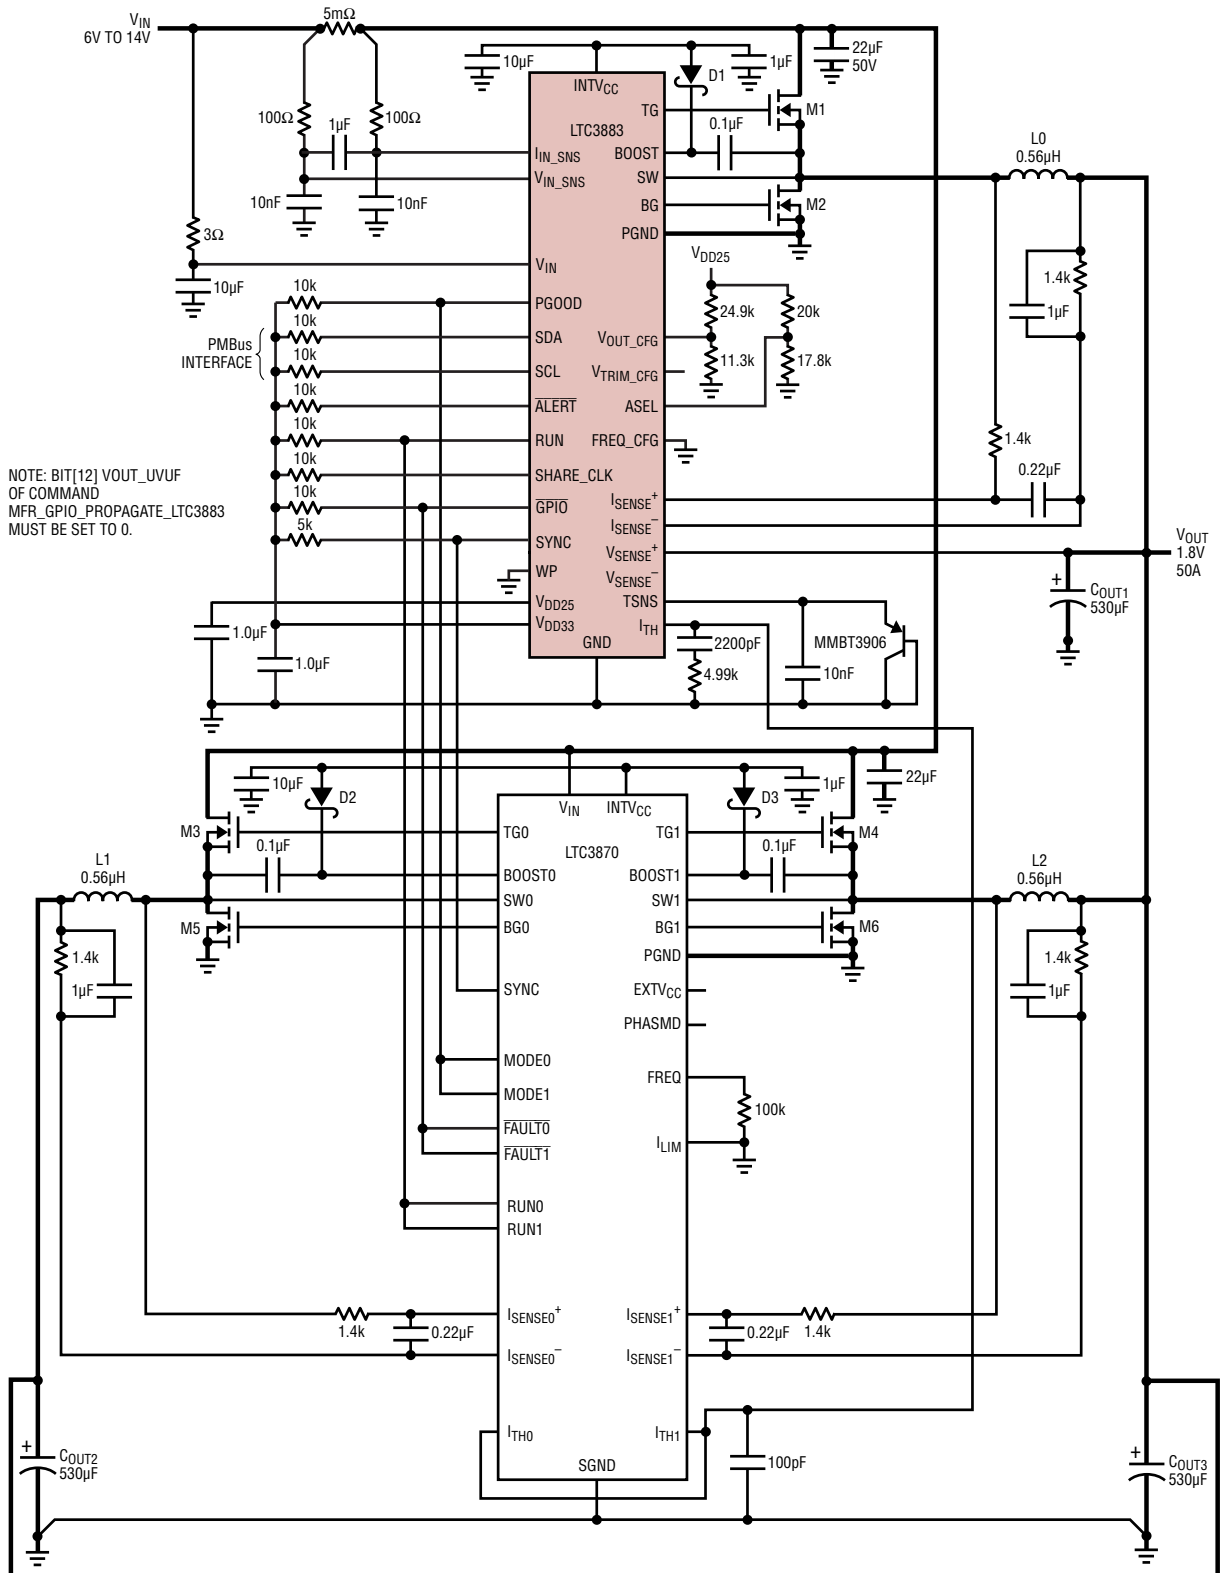 VIN
6V TO 14V
5mΩ
10µF
1µF
22µF
50V
D1
INTVCC
LTC3883
TG
M1
100Ω
1µF
100Ω
0.1µF
L0
0.56µH
IIN_SNS
BOOST
VIN_SNS
SW
10nF
10nF
BG
M2
PGND
3Ω
VDD25
VIN
10µF
1.4k
1µF
10k
PGOOD
24.9k
20k
10k
SDA
VOUT_CFG
PMBus
INTERFACE
10k
SCL
11.3k
17.8k
VTRIM_CFG
10k
ALERT
ASEL
10k
RUN
FREQ_CFG
1.4k
10k
SHARE_CLK
0.22µF
NOTE: BIT[12] VOUT_UVUF
OF COMMAND
MFR_GPIO_PROPAGATE_LTC3883
MUST BE SET TO 0.
10k
GPIO
ISENSE+
ISENSE–
5k
SYNC
VSENSE+
VOUT
1.8V
50A
WP
VSENSE–
+
COUT1
530µF
VDD25
TSNS
VDD33
ITH
1.0µF
GND
2200pF
MMBT3906
1.0µF
4.99k
10nF
10µF
D2
D3
1µF
22µF
VIN
INTVCC
LTC3870
M3
TG0
TG1
M4
0.1µF
0.1µF
L1
0.56µH
BOOST0
BOOST1
L2
0.56µH
SW0
SW1
M5
BG0
BG1
M6
1.4k
PGND
1.4k
1µF
SYNC
EXTVCC
1µF
PHASMD
MODE0
FREQ
MODE1
100k
FAULT0
ILIM
FAULT1
RUN0
RUN1
ISENSE0+
ISENSE1+
1.4k
0.22µF
0.22µF
1.4k
ISENSE0–
ISENSE1–
ITH0
ITH1
+
COUT2
530µF
SGND
100pF
+
COUT3
530µF